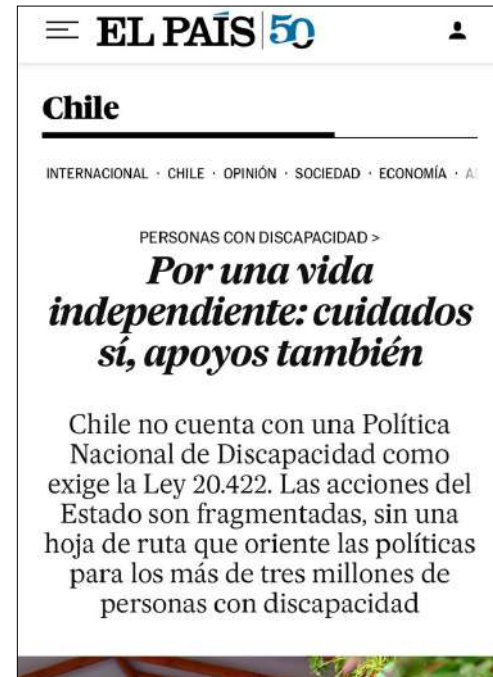 EL PAÍS 50
Chile
INTERNACIONAL · CHILE · OPINIÓN · SOCIEDAD · ECONOMÍA ·
PERSONAS CON DISCAPACIDAD >
Por una vida
independiente: cuidados
sí, apoyos también
Chile no cuenta con una Política
Nacional de Discapacidad como
exige la Ley 20.422. Las acciones del
Estado son fragmentadas, sin una
hoja de ruta que oriente las políticas
para los más de tres millones de
personas con discapacidad